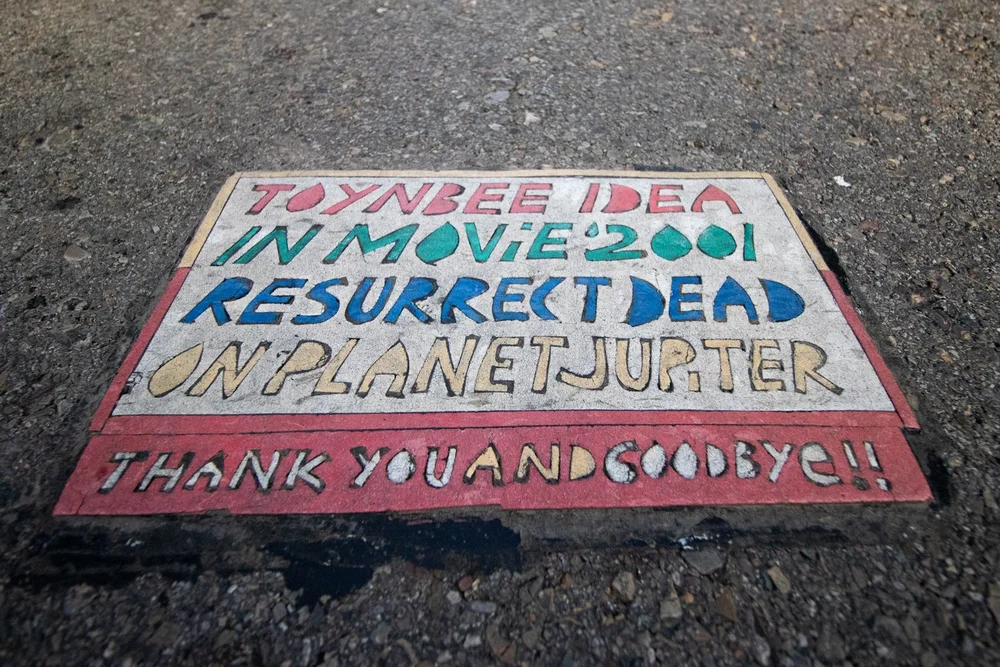 TOYNBEE IDEA
IN MOViE '2001
RESURRECT DEAD
ON PLANET JUPiTER
THANK YOU AND GOODBYe!!